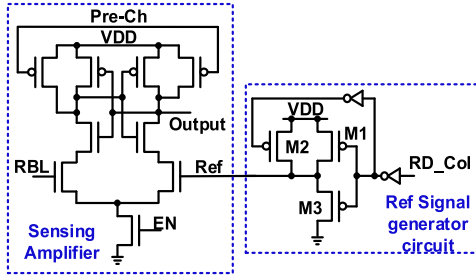 Pre-Ch
VDD
Output
RBL
Ref
EN
Sensing
Amplifier
VDD
M1
M2
RD_Col
M3
Ref Signal
generator
circuit